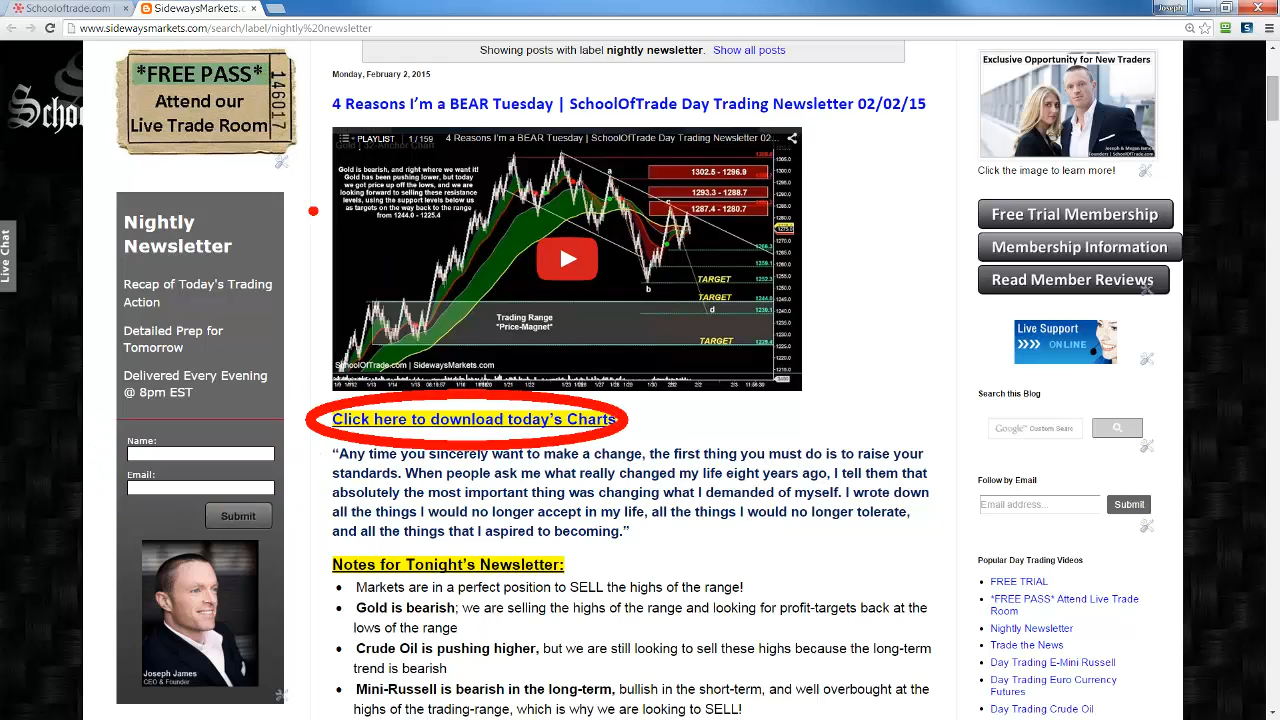 Schooloftrade.com
SidewaysMarkets.com
Joseph
www.sidewaysmarkets.com/search/label/nightly%20newsletter
Live Chat
*FREE PASS*
Attend our
Live Trade Room
146017
Nightly
Newsletter
Recap of Today's Trading
Action
Detailed Prep for
Tomorrow
Delivered Every Evening
@ 8pm EST
Name:
Email:
Submit
Joseph James
CEO & Founder
Showing posts with label nightly newsletter. Show all posts
Monday, February 2, 2015
4 Reasons I'm a BEAR Tuesday | SchoolOfTrade Day Trading Newsletter 02/02/15
PLAYLIST 1 / 159 4 Reasons I'm a BEAR Tuesday | SchoolOfTrade Day Trading Newsletter 02...
Gold is bearish, and right where we want it!
Gold has been pushing lower, but today
we got price up off the lows, and we are
looking forward to selling these resistance
levels, using the support levels below us
as targets on the way back to the range
from 1244.0 - 1225.4
1302.5 - 1296.9
1293.3 - 1288.7
1287.4 - 1280.7
a
c
b
d
TARGET
TARGET
TARGET
Trading Range
*Price-Magnet*
SchoolOfTrade.com | SidewaysMarkets.com
Click here to download today's Charts
“Any time you sincerely want to make a change, the first thing you must do is to raise your
standards. When people ask me what really changed my life eight years ago, I tell them that
absolutely the most important thing was changing what I demanded of myself. I wrote down
all the things I would no longer accept in my life, all the things I would no longer tolerate,
and all the things that I aspired to becoming.”
Notes for Tonight's Newsletter:
• Markets are in a perfect position to SELL the highs of the range!
• Gold is bearish; we are selling the highs of the range and looking for profit-targets back at the
lows of the range
• Crude Oil is pushing higher, but we are still looking to sell these highs because the long-term
trend is bearish
• Mini-Russell is bearish in the long-term, bullish in the short-term, and well overbought at the
highs of the trading-range, which is why we are looking to SELL!
Exclusive Opportunity for New Traders
Joseph & Megan James
Click the image to learn more!
Free Trial Membership
Membership Information
Read Member Reviews
Live Support
ONLINE
Search this Blog
Google™ Custom Searc
Follow by Email
Email address...
Submit
Popular Day Trading Videos
• FREE TRIAL
• *FREE PASS* Attend Live Trade
Room
• Nightly Newsletter
• Trade the News
• Day Trading E-Mini Russell
• Day Trading Euro Currency
Futures
• Day Trading Crude Oil